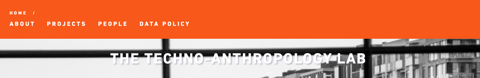 HOME /
ABOUT PROJECTS PEOPLE DATA POLICY
THE TECHNO-ANTHROPOLOGY LAB